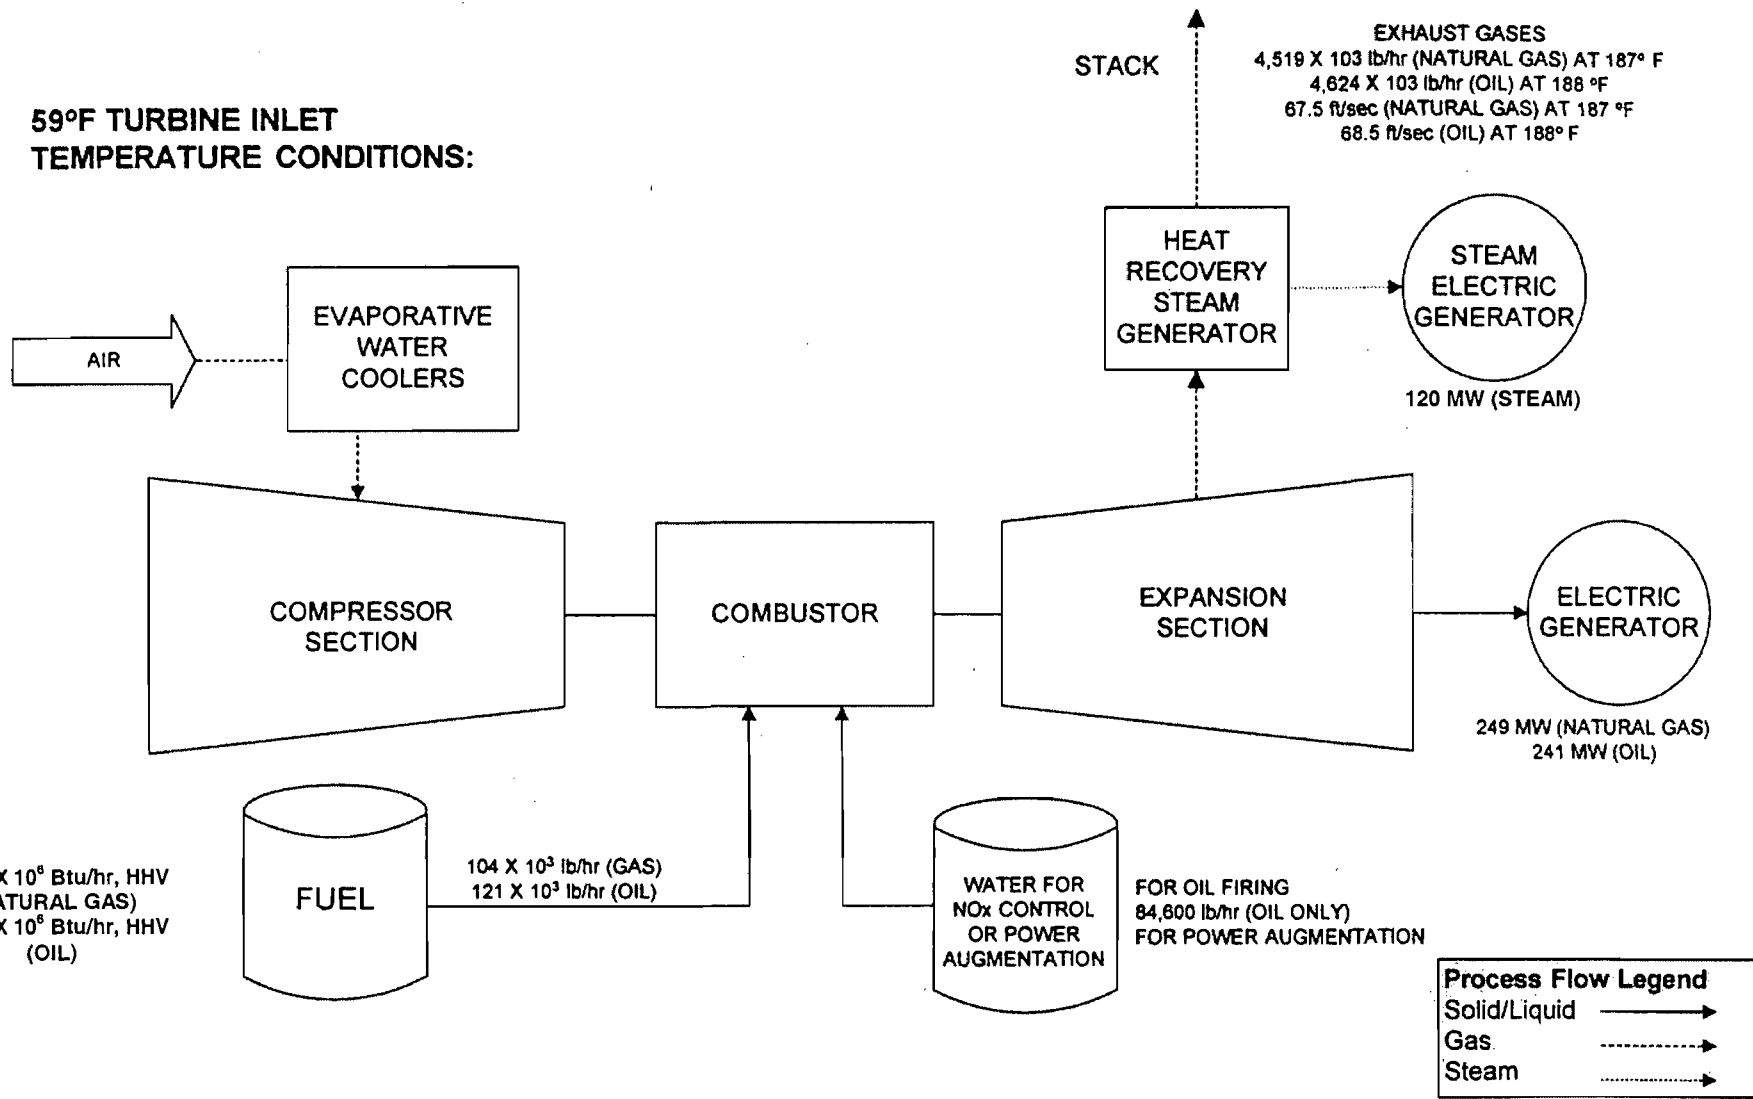 59°F TURBINE INLET
TEMPERATURE CONDITIONS:
STACK
EXHAUST GASES
4,519 X 103 lb/hr (NATURAL GAS) AT 187° F
4,624 X 103 lb/hr (OIL) AT 188 °F
67.5 ft/sec (NATURAL GAS) AT 187 °F
68.5 ft/sec (OIL) AT 188° F
AIR
EVAPORATIVE
WATER
COOLERS
HEAT
RECOVERY
STEAM
GENERATOR
STEAM
ELECTRIC
GENERATOR
120 MW (STEAM)
COMPRESSOR
SECTION
COMBUSTOR
EXPANSION
SECTION
ELECTRIC
GENERATOR
249 MW (NATURAL GAS)
241 MW (OIL)
X 10⁶ Btu/hr, HHV
ATURAL GAS)
X 10⁶ Btu/hr, HHV
(OIL)
FUEL
104 X 10³ lb/hr (GAS)
121 X 10³ lb/hr (OIL)
WATER FOR
NOx CONTROL
OR POWER
AUGMENTATION
FOR OIL FIRING
84,600 lb/hr (OIL ONLY)
FOR POWER AUGMENTATION
Process Flow Legend
Solid/Liquid
Gas
Steam